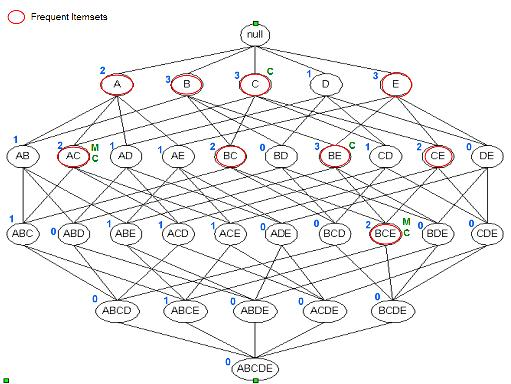 Frequent Itemsets
null
2 A 3 B 3 C C 1 D 3 E
1 AB 2 AC M C 1 AD 1 AE 2 BC 0 BD 3 BE C 1 CD 2 CE 0 DE
1 ABC 0 ABD 1 ABE 1 ACD 1 ACE 0 ADE 0 BCD 2 BCE M C 0 BDE 0 CDE
0 ABCD 1 ABCE 0 ABDE 0 ACDE 0 BCDE
0 ABCDE